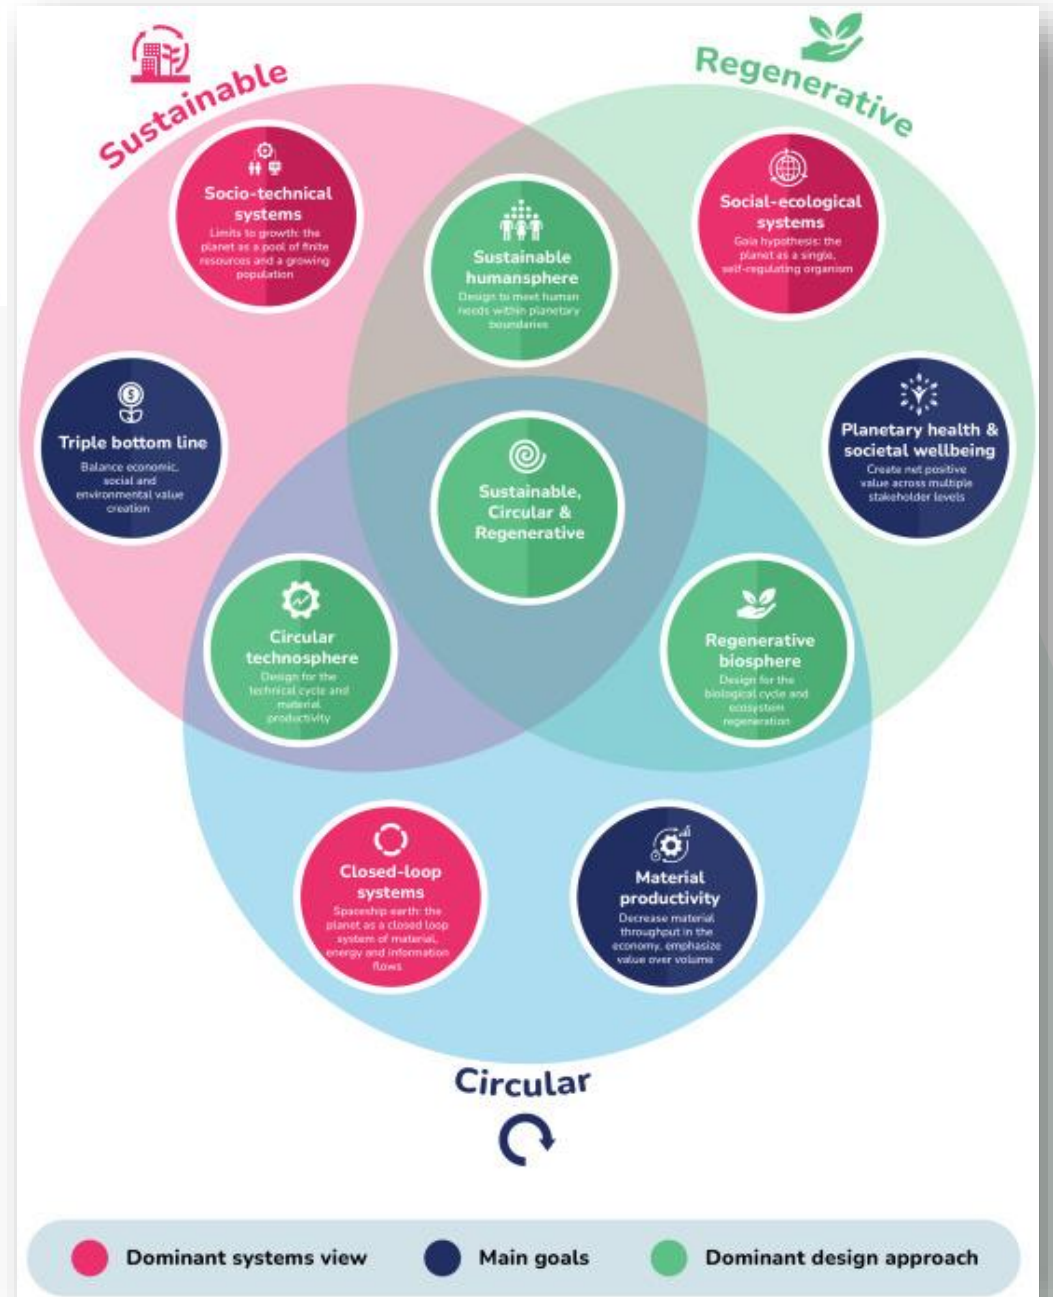 Sustainable
Regenerative
Socio-technical
systems
Limits to growth: the
planet as a pool of finite
resources and a growing
population
Sustainable
humansphere
Design to meet human
needs within planetary
boundaries
Social-ecological
systems
Gaia hypothesis: the
planet as a single,
self-regulating organism
Triple bottom line
Balance economic,
social and
environmental value
creation
Sustainable,
Circular &
Regenerative
Planetary health &
societal wellbeing
Create net positive
value across multiple
stakeholder levels
Circular
technosphere
Design for the
technical cycle and
material
productivity
Regenerative
biosphere
Design for the
biological cycle and
ecosystem
regeneration
Closed-loop
systems
Spaceship earth: the
planet as a closed loop
system of material,
energy and information
flows
Material
productivity
Decrease material
throughput in the
economy, emphasize
value over volume
Circular
Dominant systems view
Main goals
Dominant design approach